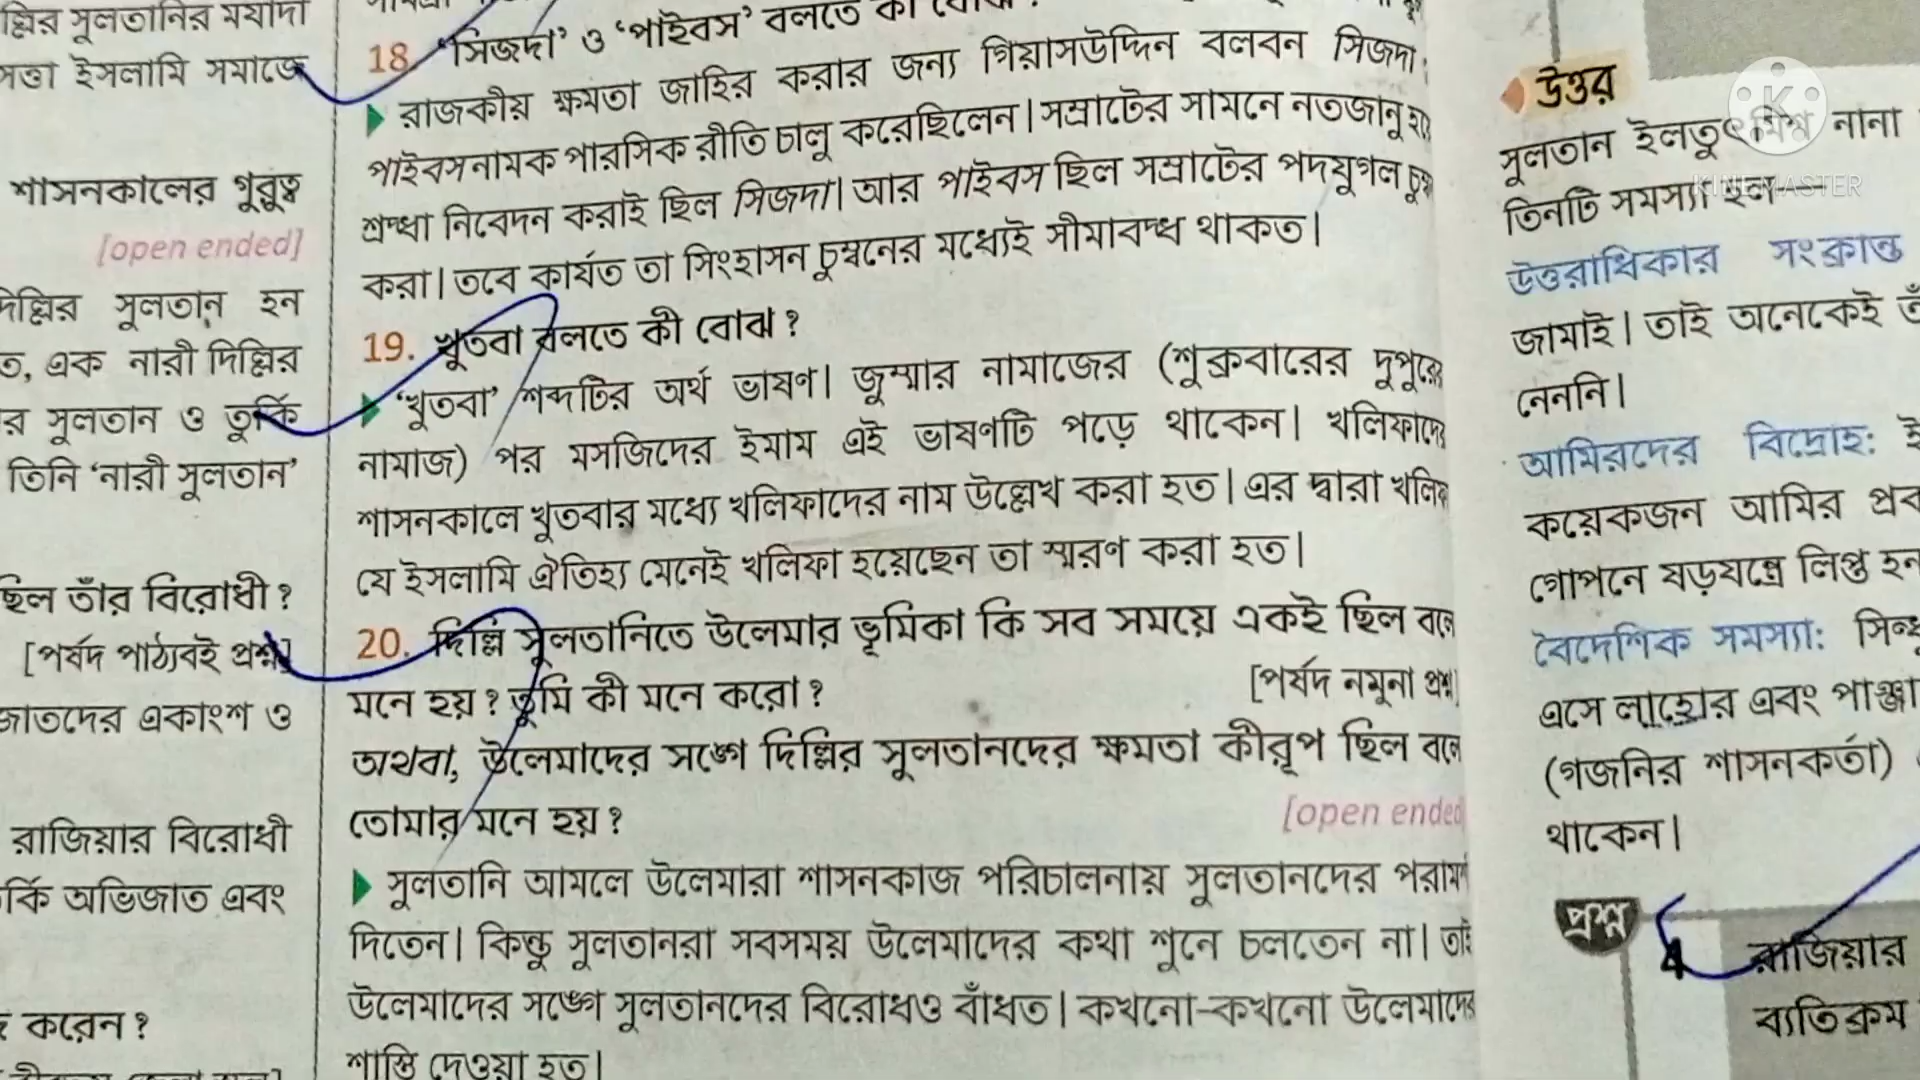 ল্লির সুলতানির মর্যাদা
সত্তা ইসলামি সমাজে
শাসনকালের গুরুত্ব
[open ended]
দিল্লির সুলতান হন
ত, এক নারী দিল্লির
র সুলতান ও তুর্কি
তিনি ‘নারী সুলতান’
ছিল তাঁর বিরোধী ?
[পর্ষদ পাঠ্যবই প্রশ্ন]
জাতদের একাংশ ও
রাজিয়ার বিরোধী
র্কি অভিজাত এবং
করেন ?
18. ‘সিজদা’ ও ‘পাইবস’ বলতে কী বোঝ ?
রাজকীয় ক্ষমতা জাহির করার জন্য গিয়াসউদ্দিন বলবন সিজদা
পাইবস নামক পারসিক রীতি চালু করেছিলেন। সম্রাটের সামনে নতজানু হয়ে
শ্রদ্ধা নিবেদন করাই ছিল সিজদা। আর পাইবস ছিল সম্রাটের পদযুগল চুম্বন
করা। তবে কার্যত তা সিংহাসন চুম্বনের মধ্যেই সীমাবদ্ধ থাকত।
19. খুতবা বলতে কী বোঝ ?
‘খুতবা’ শব্দটির অর্থ ভাষণ। জুম্মার নামাজের (শুক্রবারের দুপুরের
নামাজ) পর মসজিদের ইমাম এই ভাষণটি পড়ে থাকেন। খলিফাদের
শাসনকালে খুতবার মধ্যে খলিফাদের নাম উল্লেখ করা হত। এর দ্বারা খলিফা
যে ইসলামি ঐতিহ্য মেনেই খলিফা হয়েছেন তা স্মরণ করা হত।
20. দিল্লি সুলতানিতে উলেমার ভূমিকা কি সব সময়ে একই ছিল বলে
মনে হয় ? তুমি কী মনে করো ? [পর্ষদ নমুনা প্রশ্ন]
অথবা, উলেমাদের সঙ্গে দিল্লির সুলতানদের ক্ষমতা কীরূপ ছিল বলে
তোমার মনে হয় ? [open ended
সুলতানি আমলে উলেমারা শাসনকাজ পরিচালনায় সুলতানদের পরামর্শ
দিতেন। কিন্তু সুলতানরা সবসময় উলেমাদের কথা শুনে চলতেন না। তাই
উলেমাদের সঙ্গে সুলতানদের বিরোধও বাঁধত। কখনো-কখনো উলেমাদের
শাস্তি দেওয়া হত।
উত্তর
সুলতান ইলতুৎমিশ নানা
তিনটি সমস্যা হল—
উত্তরাধিকার সংক্রান্ত
জামাই। তাই অনেকেই
নেননি।
আমিরদের বিদ্রোহ: ই
কয়েকজন আমির প্রব
গোপনে ষড়যন্ত্রে লিপ্ত হন
বৈদেশিক সমস্যা: সিন্ধু
এসে লাহোর এবং পাঞ্জা
(গজনির শাসনকর্তা)
থাকেন।
প্রশ্ন 4 রাজিয়ার
ব্যতিক্রম
K
KINEMASTER